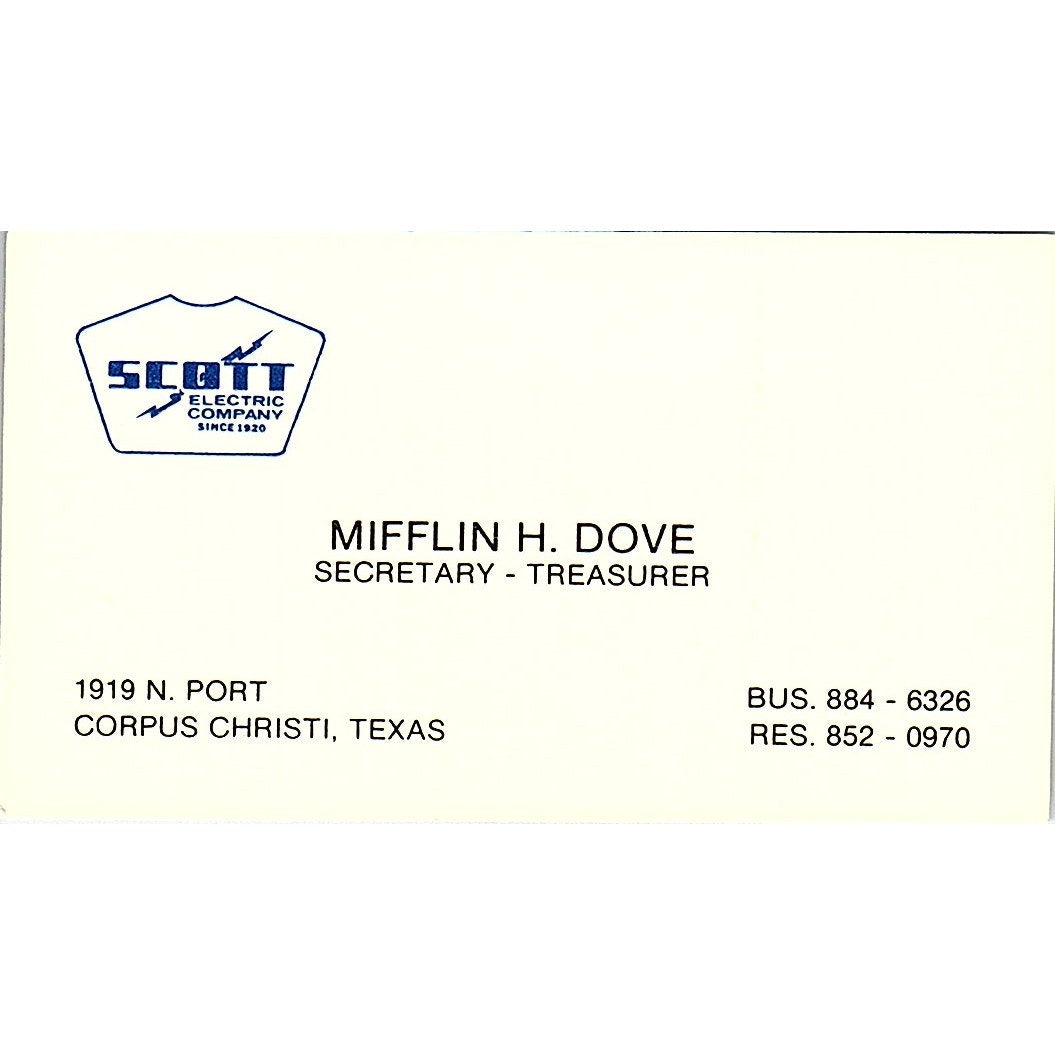 SCOTT
ELECTRIC
COMPANY
SINCE 1920
MIFFLIN H. DOVE
SECRETARY - TREASURER
1919 N. PORT
CORPUS CHRISTI, TEXAS
BUS. 884 - 6326
RES. 852 - 0970